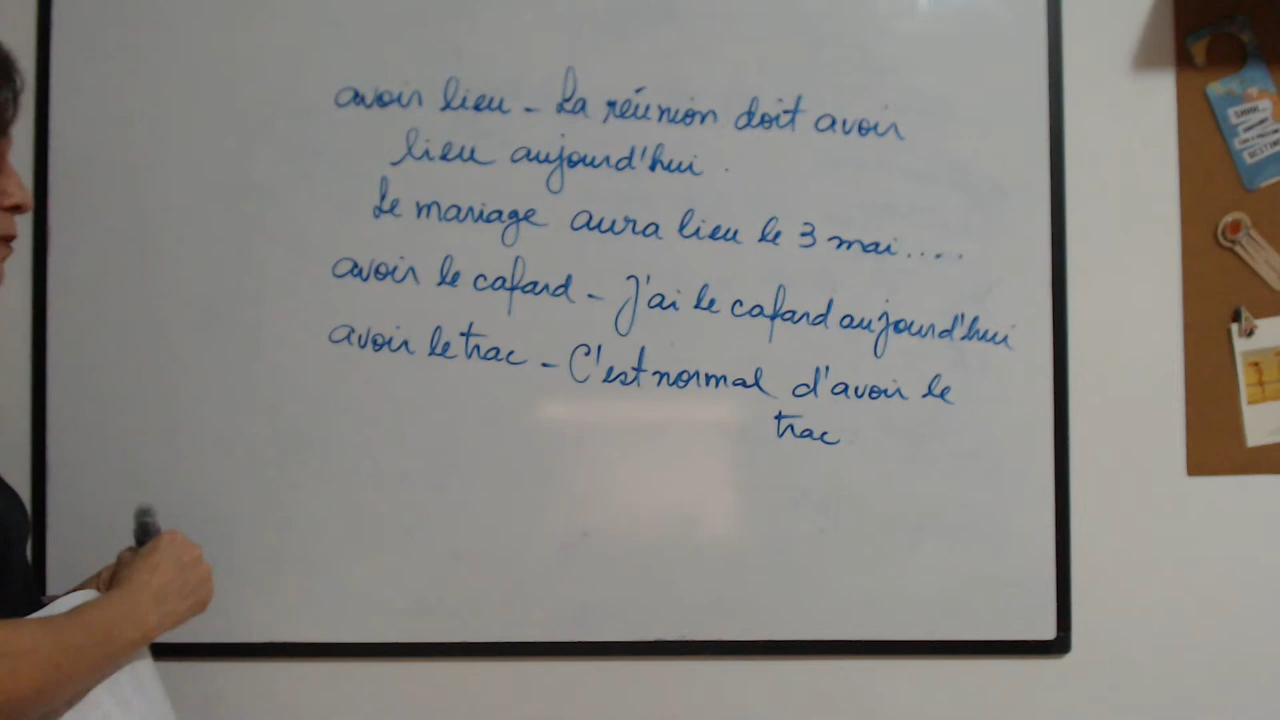 avoir lieu - La réunion doit avoir
lieu aujourd'hui.
Le mariage aura lieu le 3 mai....
avoir le cafard - J'ai le cafard aujourd'hui
avoir le trac - C'est normal d'avoir le
trac